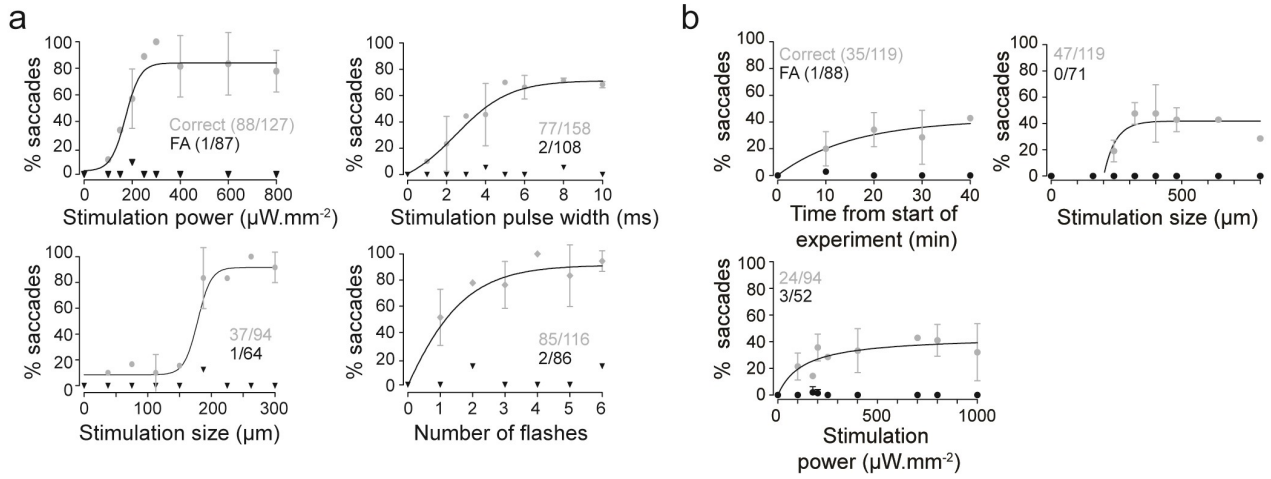 a
% saccades
100
80
60
40
20
0
Correct (88/127)
FA (1/87)
0 200 400 600 800
Stimulation power (µW.mm-2)
% saccades
100
80
60
40
20
0
77/158
2/108
0 2 4 6 8 10
Stimulation pulse width (ms)
% saccades
100
80
60
40
20
0
37/94
1/64
0 100 200 300
Stimulation size (µm)
% saccades
100
80
60
40
20
0
85/116
2/86
0 1 2 3 4 5 6
Number of flashes
b
% saccades
100
80
60
40
20
0
Correct (35/119)
FA (1/88)
0 10 20 30 40
Time from start of
experiment (min)
% saccades
100
80
60
40
20
0
47/119
0/71
0 500
Stimulation size (µm)
% saccades
100
80
60
40
20
0
24/94
3/52
0 500 1000
Stimulation
power (µW.mm-2)